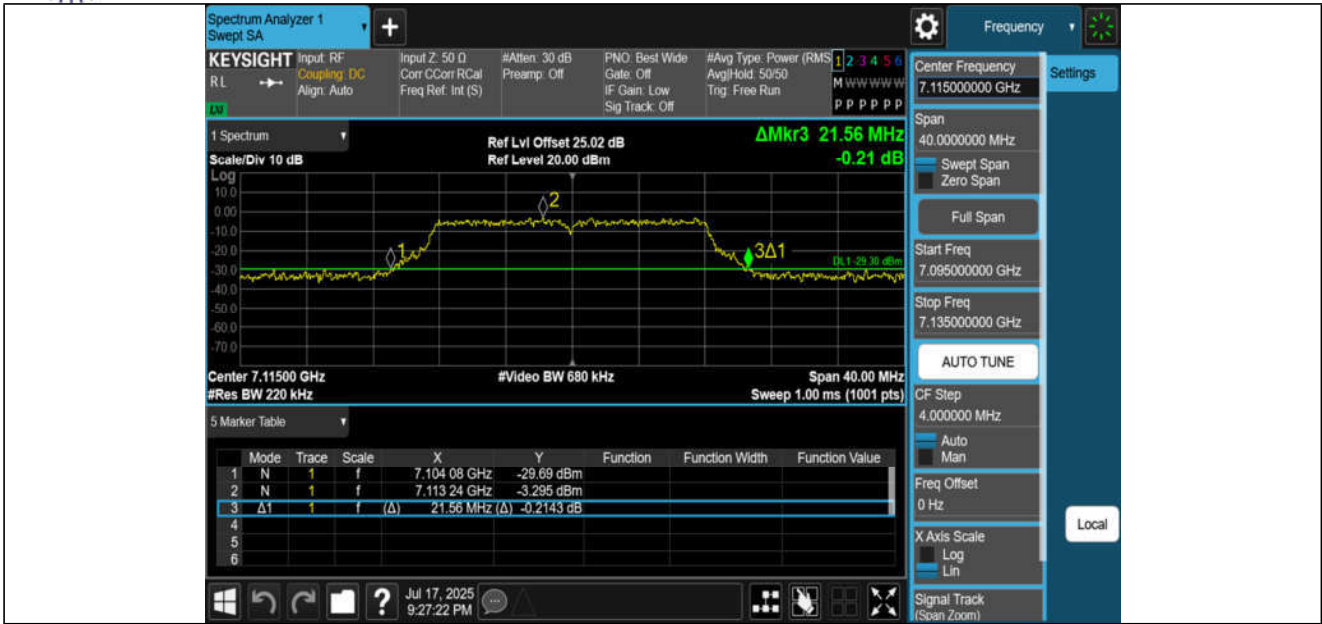 Spectrum Analyzer 1
Swept SA
+
Frequency
KEYSIGHT
RL
LXI
Input: RF
Coupling: DC
Align: Auto
Input Z: 50 Ω
Corr CCorr RCal
Freq Ref: Int (S)
#Atten: 30 dB
Preamp: Off
PNO: Best Wide
Gate: Off
IF Gain: Low
Sig Track: Off
#Avg Type: Power (RMS
Avg|Hold: 50/50
Trig: Free Run
1 2 3 4 5 6
M W W W W W
P P P P P P
1 Spectrum
Scale/Div 10 dB
Ref Lvl Offset 25.02 dB
Ref Level 20.00 dBm
ΔMkr3 21.56 MHz
-0.21 dB
Log
10.0
0.00
-10.0
-20.0
-30.0
-40.0
-50.0
-60.0
-70.0
1
2
3Δ1
DL1 -29.30 dBm
Center 7.11500 GHz
#Video BW 680 kHz
Span 40.00 MHz
#Res BW 220 kHz
Sweep 1.00 ms (1001 pts)
5 Marker Table
Mode Trace Scale X Y Function Function Width Function Value
1 N 1 f 7.104 08 GHz -29.69 dBm
2 N 1 f 7.113 24 GHz -3.295 dBm
3 Δ1 1 f (Δ) 21.56 MHz (Δ) -0.2143 dB
4
5
6
?
Jul 17, 2025
9:27:22 PM
Center Frequency
7.115000000 GHz
Settings
Span
40.0000000 MHz
Swept Span
Zero Span
Full Span
Start Freq
7.095000000 GHz
Stop Freq
7.135000000 GHz
AUTO TUNE
CF Step
4.000000 MHz
Auto
Man
Freq Offset
0 Hz
X Axis Scale
Log
Lin
Local
Signal Track
(Span Zoom)